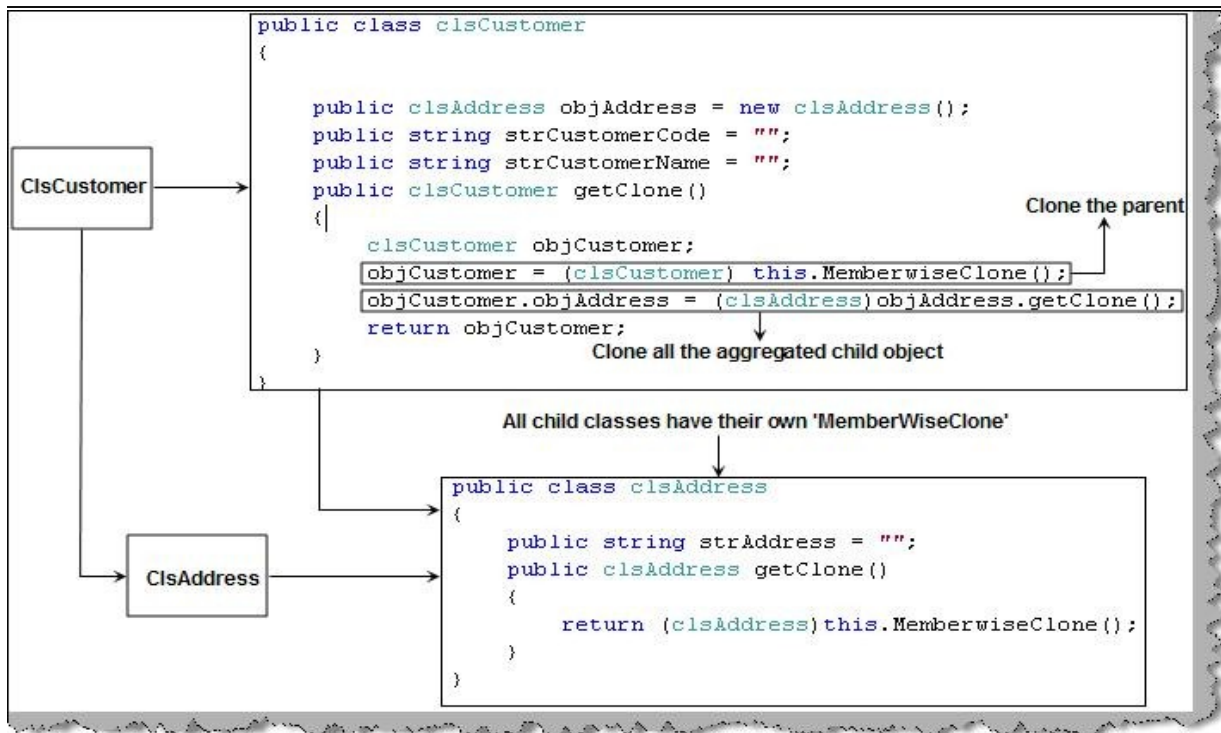 public class clsCustomer
{
public clsAddress objAddress = new clsAddress();
public string strCustomerCode = "";
public string strCustomerName = "";
public clsCustomer getClone()
{
clsCustomer objCustomer;
objCustomer = (clsCustomer) this.MemberwiseClone();
objCustomer.objAddress = (clsAddress)objAddress.getClone();
return objCustomer;
}
}
ClsCustomer
Clone the parent
Clone all the aggregated child object
All child classes have their own 'MemberWiseClone'
public class clsAddress
{
public string strAddress = "";
public clsAddress getClone()
{
return (clsAddress)this.MemberwiseClone();
}
}
ClsAddress